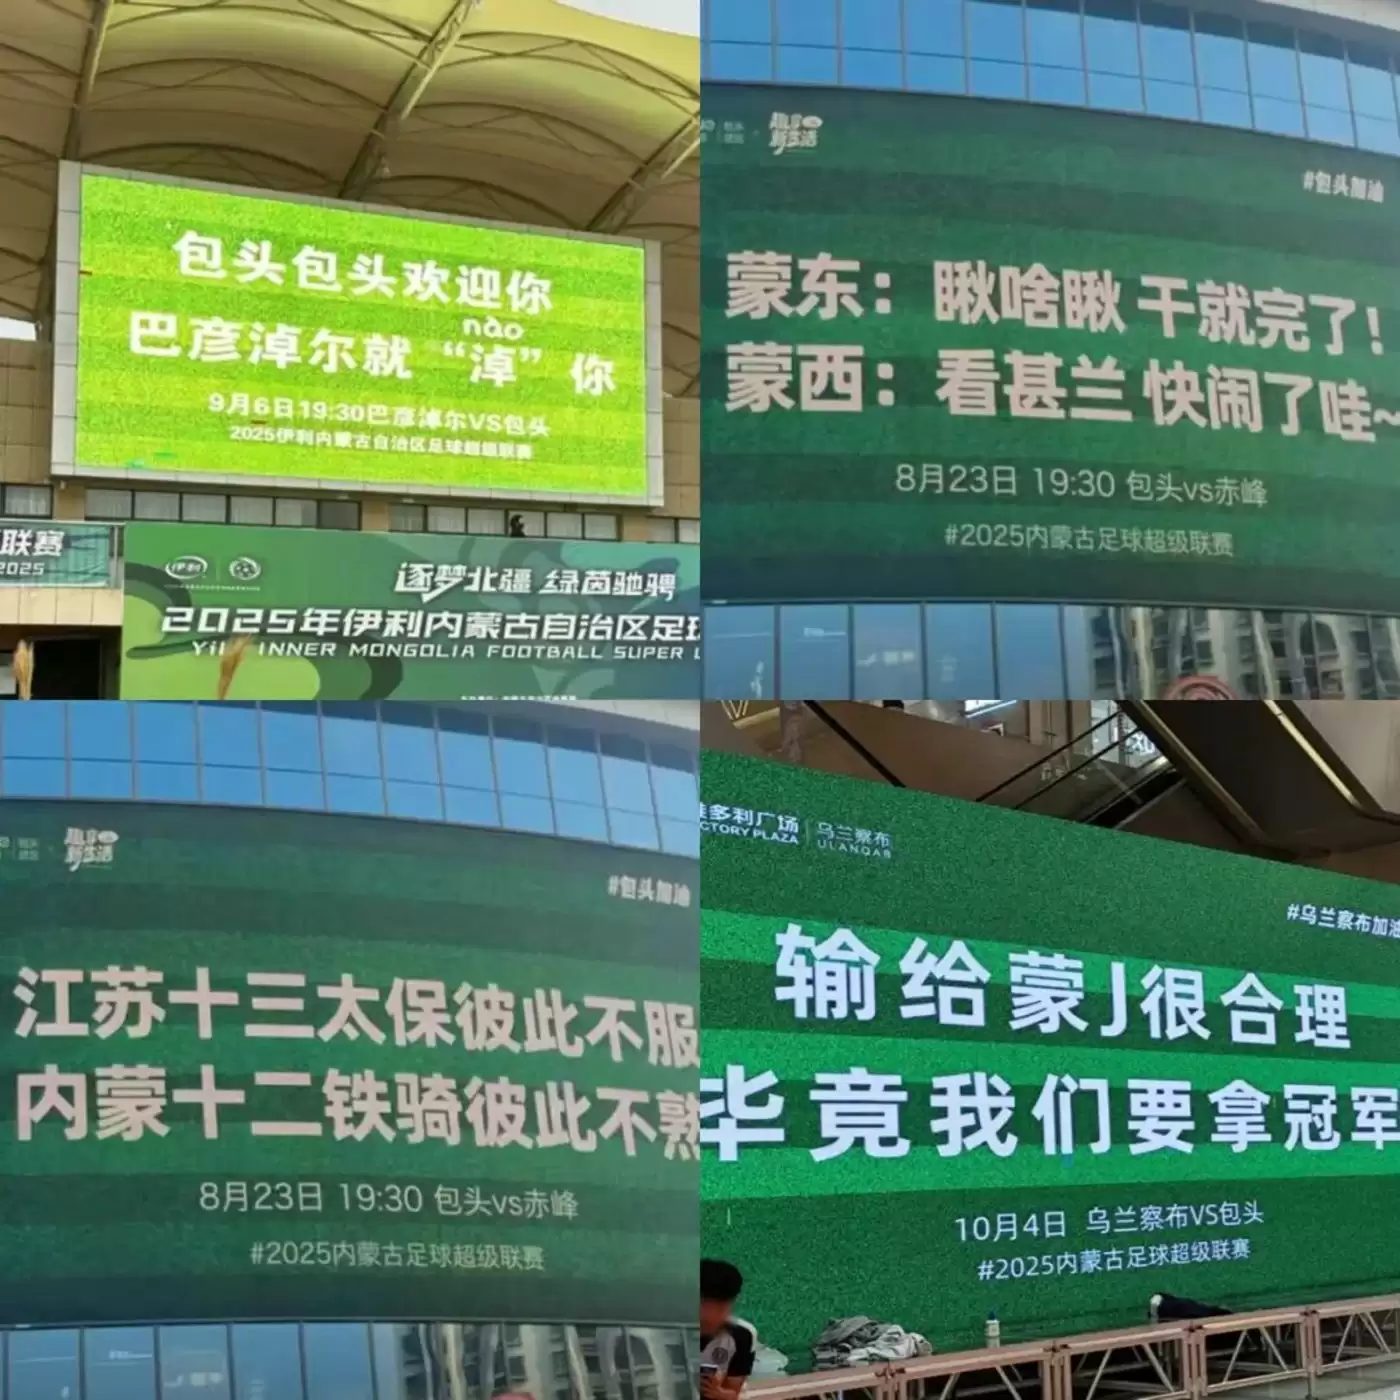 包头包头欢迎你
nào
巴彦淖尔就“淖”你
9月6日19:30巴彦淖尔VS包头
2025伊利内蒙古自治区足球超级联赛
联赛
2025
伊利
逐梦北疆 绿茵驰骋
2025年伊利内蒙古自治区足
YILI INNER MONGOLIA FOOTBALL SUPER
#包头加油
蒙东：瞅啥瞅 干就完了！
蒙西：看甚兰 快闹了哇~
8月23日 19:30 包头vs赤峰
#2025内蒙古足球超级联赛
#包头加油
江苏十三太保彼此不服
内蒙十二铁骑彼此不熟
8月23日 19:30 包头vs赤峰
#2025内蒙古足球超级联赛
维多利广场
CTORY PLAZA
乌兰察布
ULANQAB
#乌兰察布加油
输给蒙J很合理
毕竟我们要拿冠军
10月4日 乌兰察布VS包头
#2025内蒙古足球超级联赛